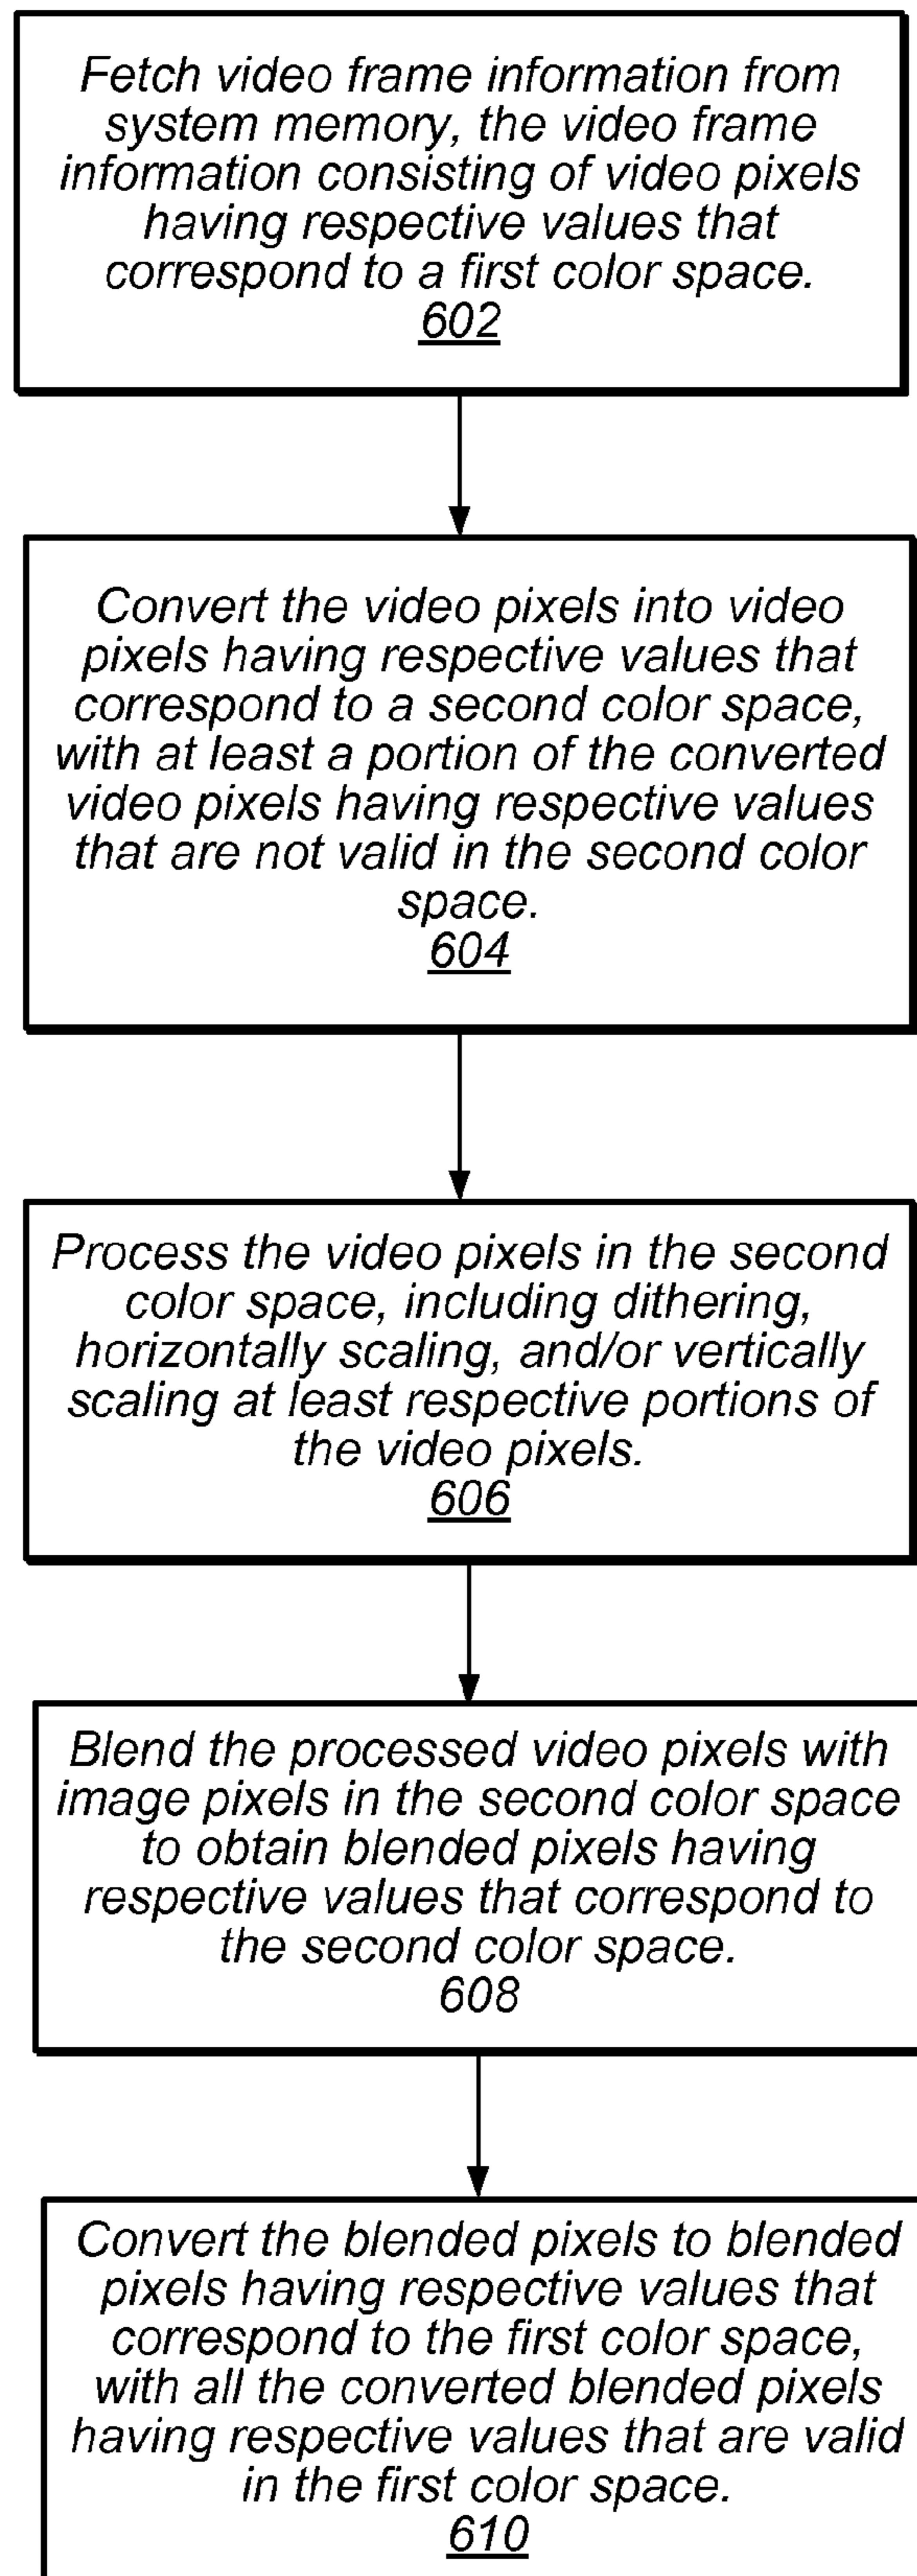 Fetch video frame information from
system memory, the video frame
information consisting of video pixels
having respective values that
correspond to a first color space.
602
Convert the video pixels into video
pixels having respective values that
correspond to a second color space,
with at least a portion of the converted
video pixels having respective values
that are not valid in the second color
space.
604
Process the video pixels in the second
color space, including dithering,
horizontally scaling, and/or vertically
scaling at least respective portions of
the video pixels.
606
Blend the processed video pixels with
image pixels in the second color space
to obtain blended pixels having
respective values that correspond to
the second color space.
608
Convert the blended pixels to blended
pixels having respective values that
correspond to the first color space,
with all the converted blended pixels
having respective values that are valid
in the first color space.
610